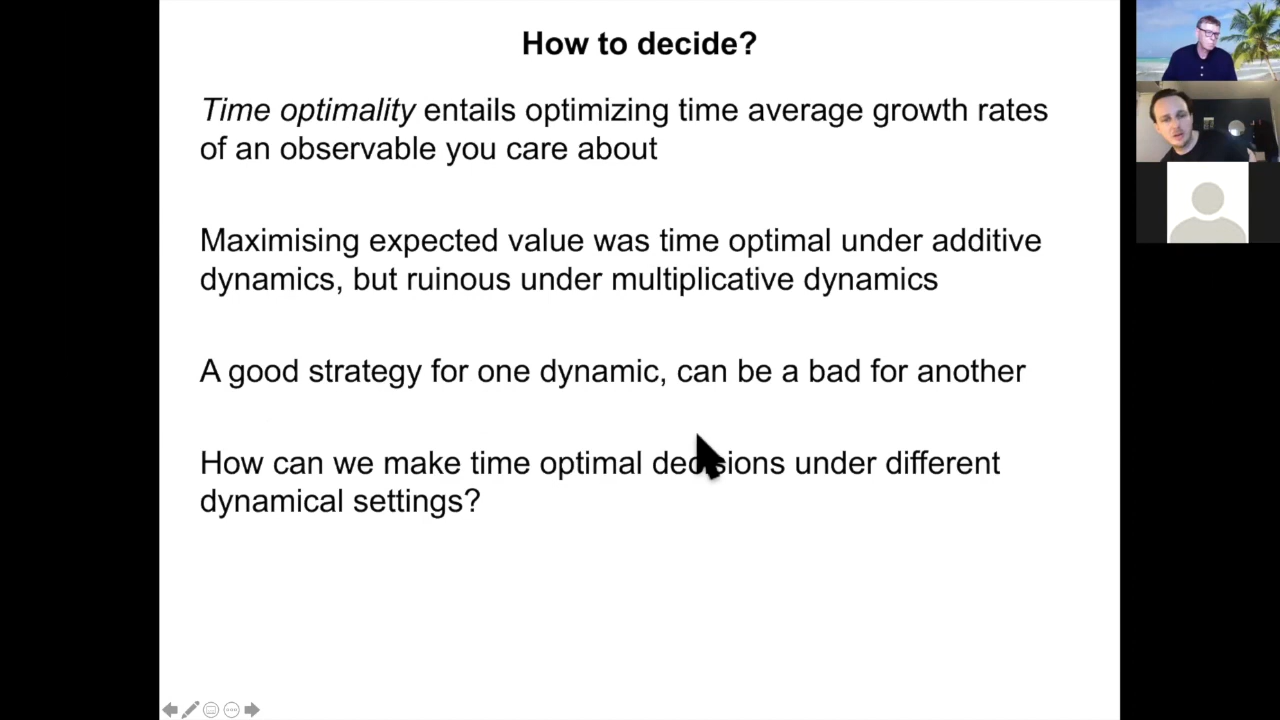 How to decide?
Time optimality entails optimizing time average growth rates
of an observable you care about
Maximising expected value was time optimal under additive
dynamics, but ruinous under multiplicative dynamics
A good strategy for one dynamic, can be a bad for another
How can we make time optimal decisions under different
dynamical settings?